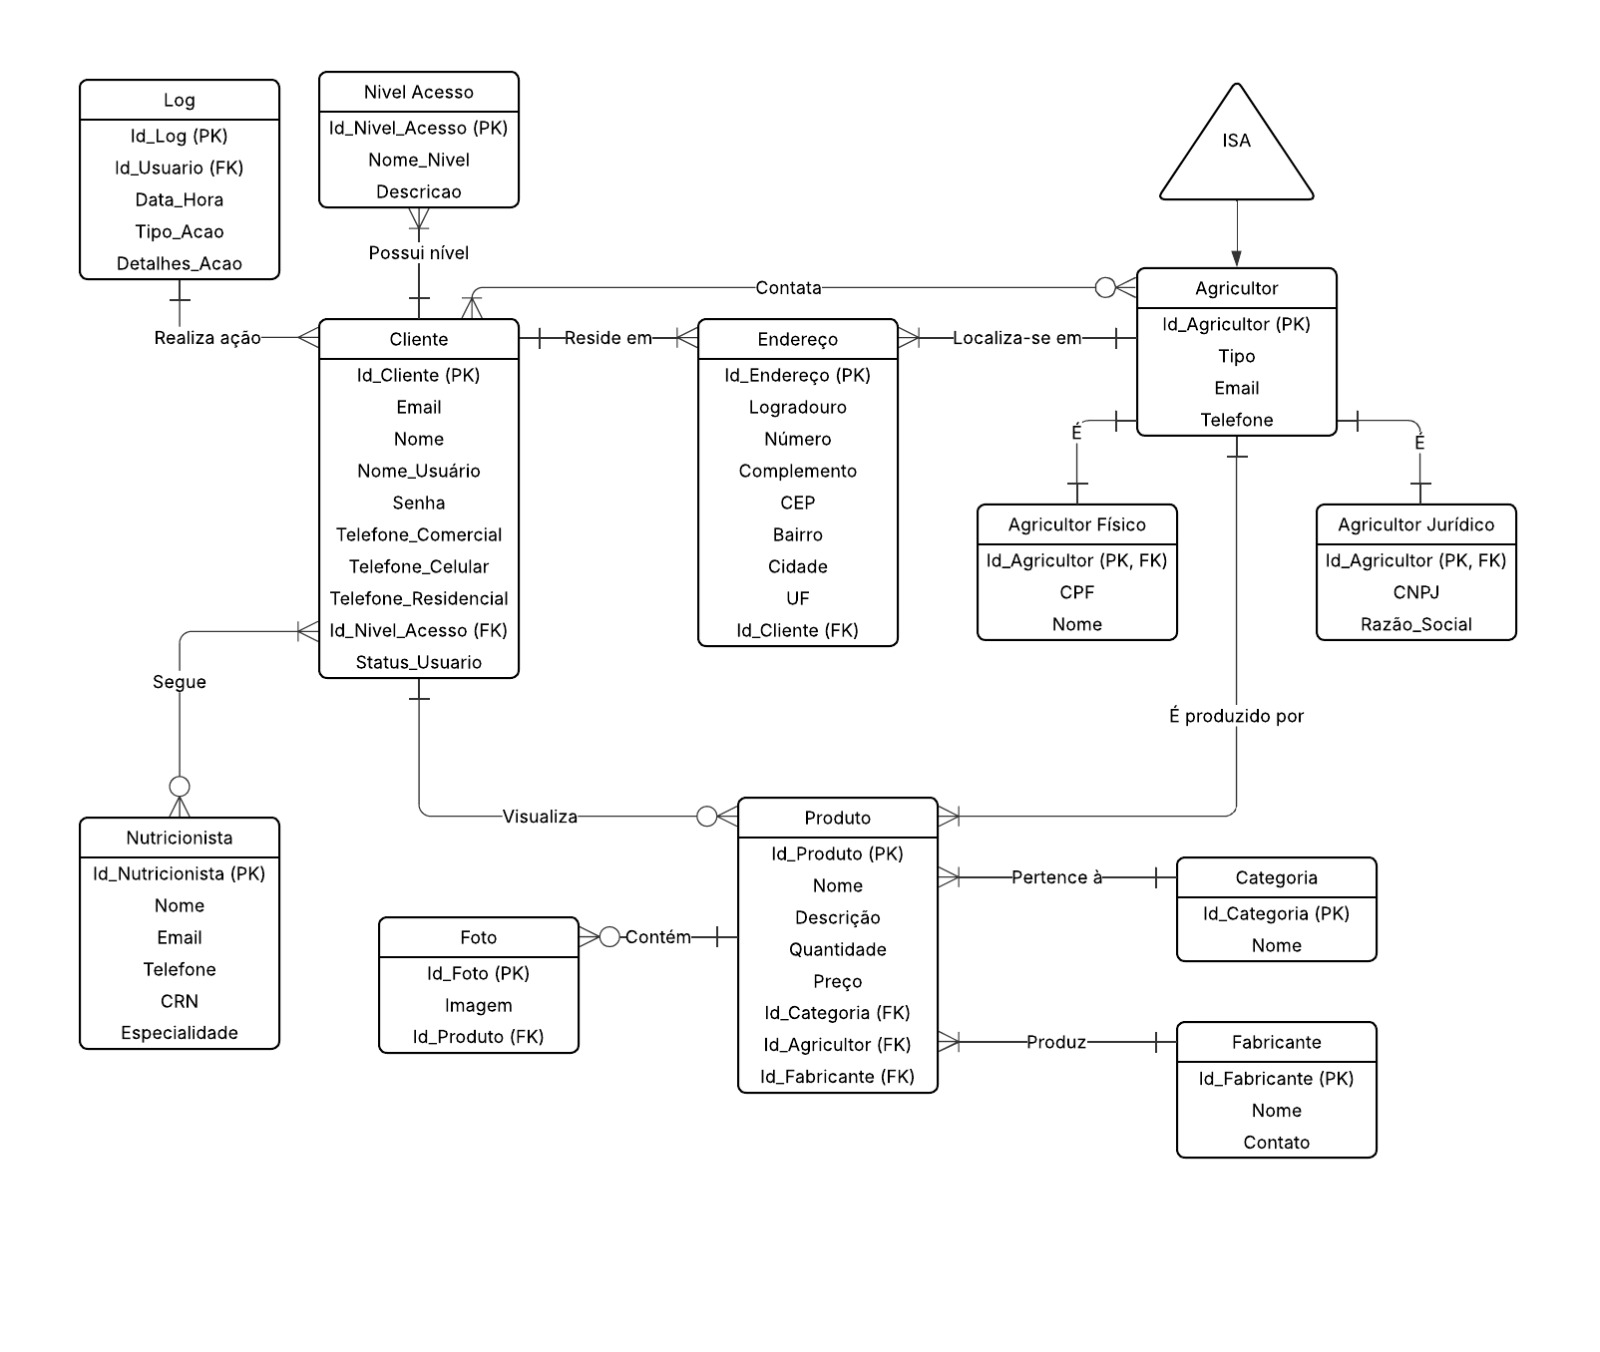 Log
Id_Log (PK)
Id_Usuario (FK)
Data_Hora
Tipo_Acao
Detalhes_Acao
Nivel Acesso
Id_Nivel_Acesso (PK)
Nome_Nivel
Descricao
ISA
Possui nível
Contata
Realiza ação
Cliente
Id_Cliente (PK)
Email
Nome
Nome_Usuário
Senha
Telefone_Comercial
Telefone_Celular
Telefone_Residencial
Id_Nivel_Acesso (FK)
Status_Usuario
Reside em
Endereço
Id_Endereço (PK)
Logradouro
Número
Complemento
CEP
Bairro
Cidade
UF
Id_Cliente (FK)
Localiza-se em
Agricultor
Id_Agricultor (PK)
Tipo
Email
Telefone
É
É
Agricultor Físico
Id_Agricultor (PK, FK)
CPF
Nome
Agricultor Jurídico
Id_Agricultor (PK, FK)
CNPJ
Razão_Social
Segue
É produzido por
Visualiza
Nutricionista
Id_Nutricionista (PK)
Nome
Email
Telefone
CRN
Especialidade
Foto
Id_Foto (PK)
Imagem
Id_Produto (FK)
Contém
Produto
Id_Produto (PK)
Nome
Descrição
Quantidade
Preço
Id_Categoria (FK)
Id_Agricultor (FK)
Id_Fabricante (FK)
Pertence à
Categoria
Id_Categoria (PK)
Nome
Produz
Fabricante
Id_Fabricante (PK)
Nome
Contato